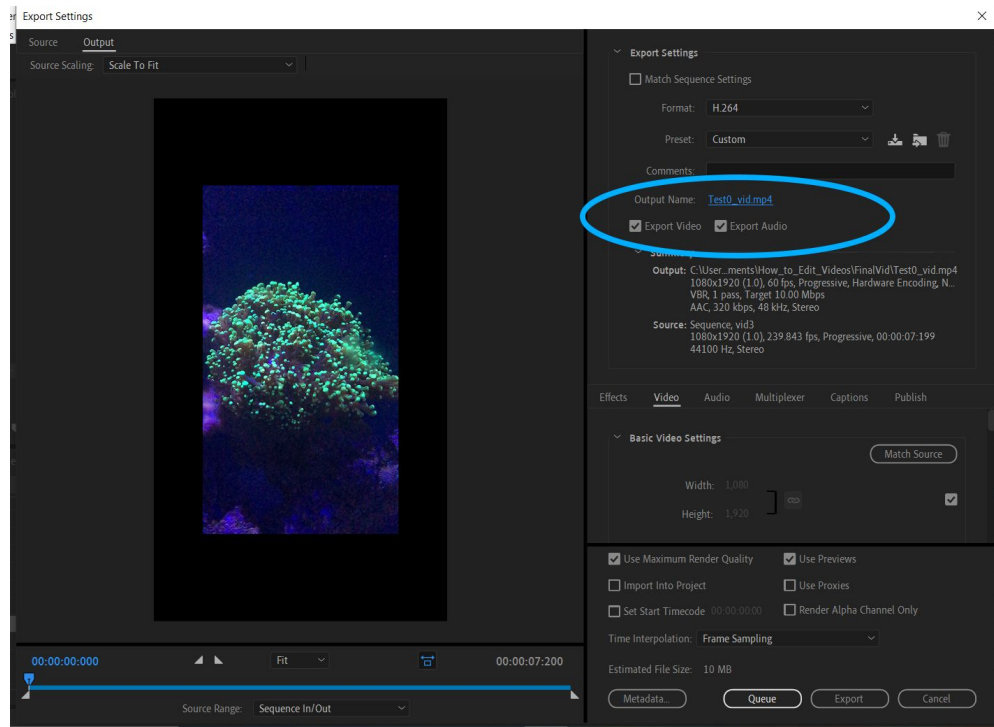 Export Settings
Source Output
Source Scaling: Scale To Fit
Export Settings
Match Sequence Settings
Format: H.264
Preset: Custom
Comments:
Output Name: Test0_vid.mp4
Export Video Export Audio
Summary
Output: C:\User...ments\How_to_Edit_Videos\FinalVid\Test0_vid.mp4
1080x1920 (1.0), 60 fps, Progressive, Hardware Encoding, N...
VBR, 1 pass, Target 10.00 Mbps
AAC, 320 kbps, 48 kHz, Stereo
Source: Sequence, vid3
1080x1920 (1.0), 239.843 fps, Progressive, 00:00:07:199
44100 Hz, Stereo
Effects Video Audio Multiplexer Captions Publish
Basic Video Settings
Match Source
Width: 1,080
Height: 1,920
Use Maximum Render Quality Use Previews
Import Into Project Use Proxies
Set Start Timecode 00:00:00:00 Render Alpha Channel Only
Time Interpolation: Frame Sampling
Estimated File Size: 10 MB
Metadata... Queue Export Cancel
00:00:00:000 Fit 00:00:07:200
Source Range: Sequence In/Out